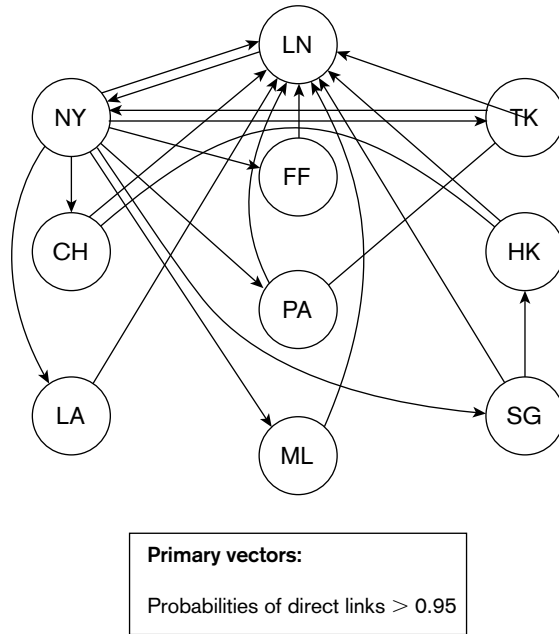 LN
NY
TK
FF
CH
HK
PA
LA
SG
ML
Primary vectors:
Probabilities of direct links > 0.95